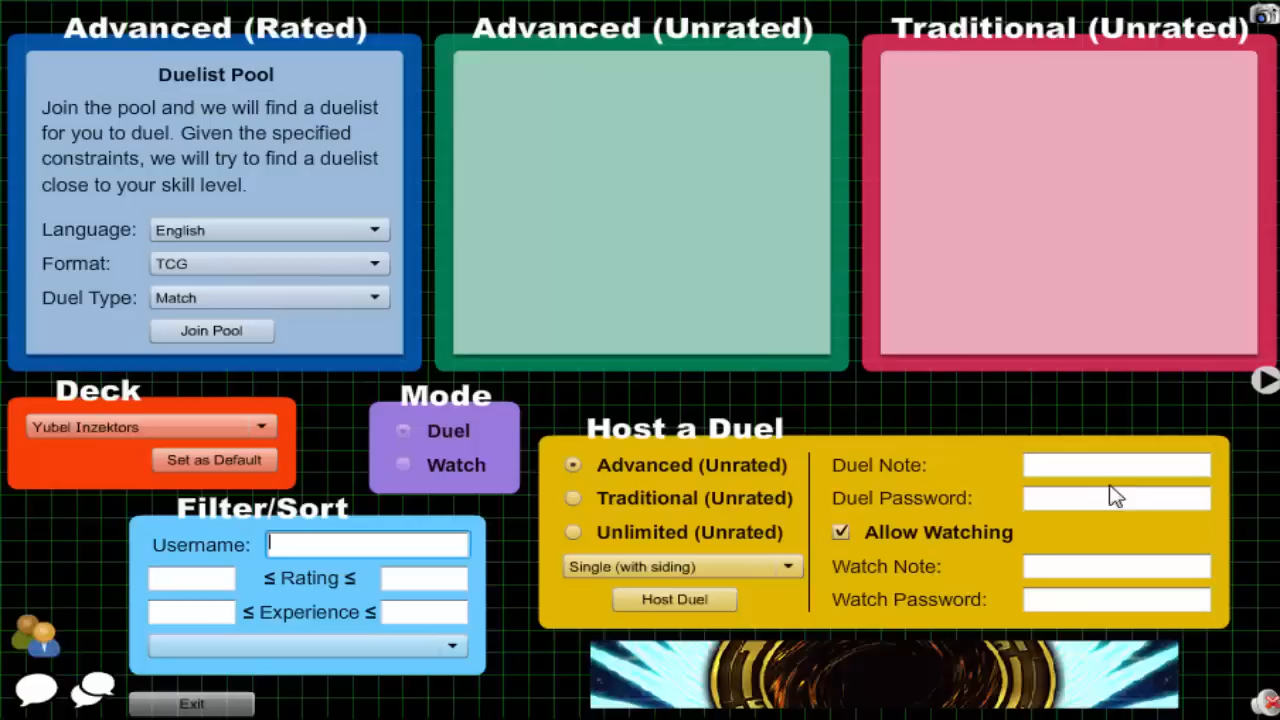 Advanced (Rated)
Duelist Pool
Join the pool and we will find a duelist
for you to duel. Given the specified
constraints, we will try to find a duelist
close to your skill level.
Language: English
Format: TCG
Duel Type: Match
Join Pool
Advanced (Unrated)
Traditional (Unrated)
Deck
Yubel Inzektors
Set as Default
Mode
Duel
Watch
Filter/Sort
Username:
≤ Rating ≤
≤ Experience ≤
Exit
Host a Duel
Advanced (Unrated)
Traditional (Unrated)
Unlimited (Unrated)
Single (with siding)
Host Duel
Duel Note:
Duel Password:
Allow Watching
Watch Note:
Watch Password: